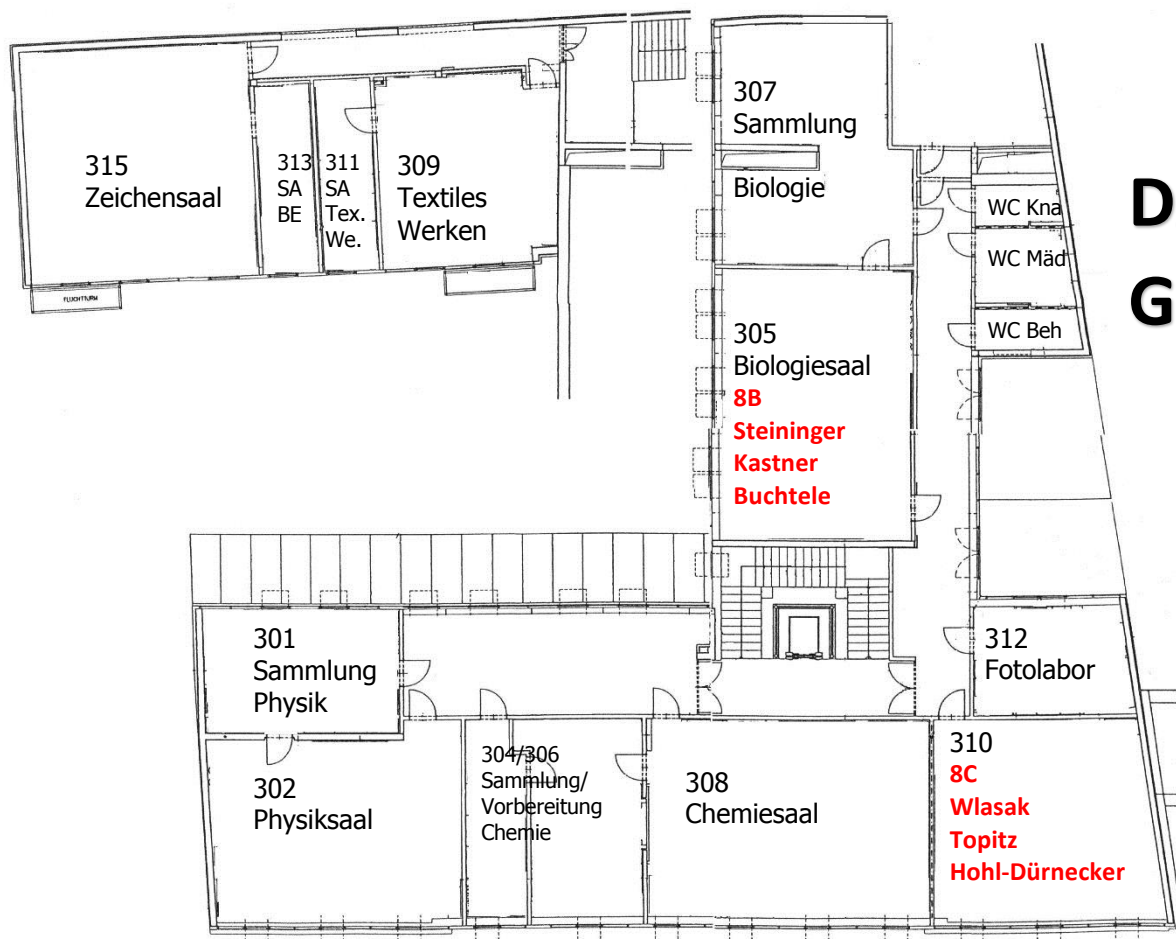 315
Zeichensaal
313
SA
BE
311
SA
Tex.
We.
309
Textiles
Werken
FLUCHTTURM
307
Sammlung
Biologie
WC Kna
WC Mäd
WC Beh
D
G
305
Biologiesaal
8B
Steininger
Kastner
Buchtele
301
Sammlung
Physik
302
Physiksaal
304/306
Sammlung/
Vorbereitung
Chemie
308
Chemiesaal
312
Fotolabor
310
8C
Wlasak
Topitz
Hohl-Dürnecker